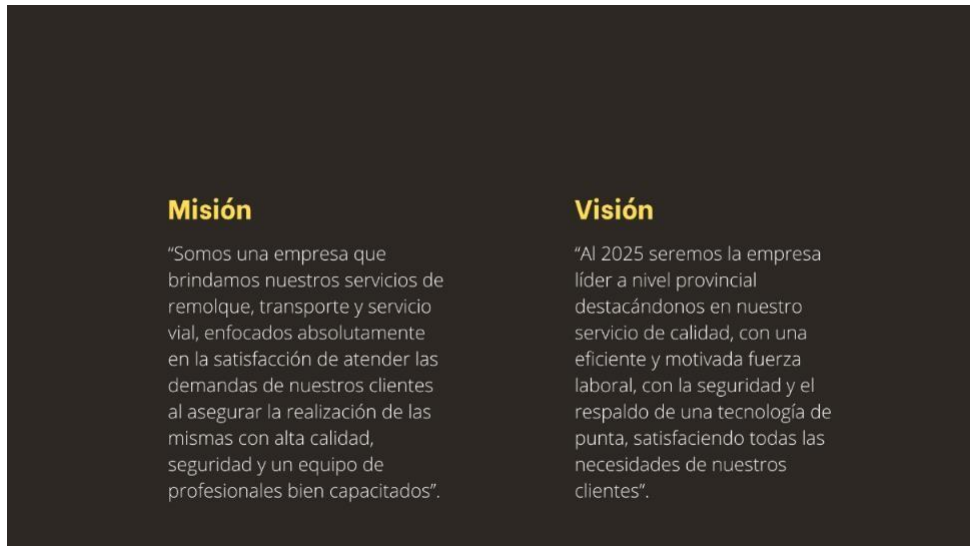 Misión
“Somos una empresa que
brindamos nuestros servicios de
remolque, transporte y servicio
vial, enfocados absolutamente
en la satisfacción de atender las
demandas de nuestros clientes
al asegurar la realización de las
mismas con alta calidad,
seguridad y un equipo de
profesionales bien capacitados”.
Visión
“Al 2025 seremos la empresa
líder a nivel provincial
destacándonos en nuestro
servicio de calidad, con una
eficiente y motivada fuerza
laboral, con la seguridad y el
respaldo de una tecnología de
punta, satisfaciendo todas las
necesidades de nuestros
clientes”.